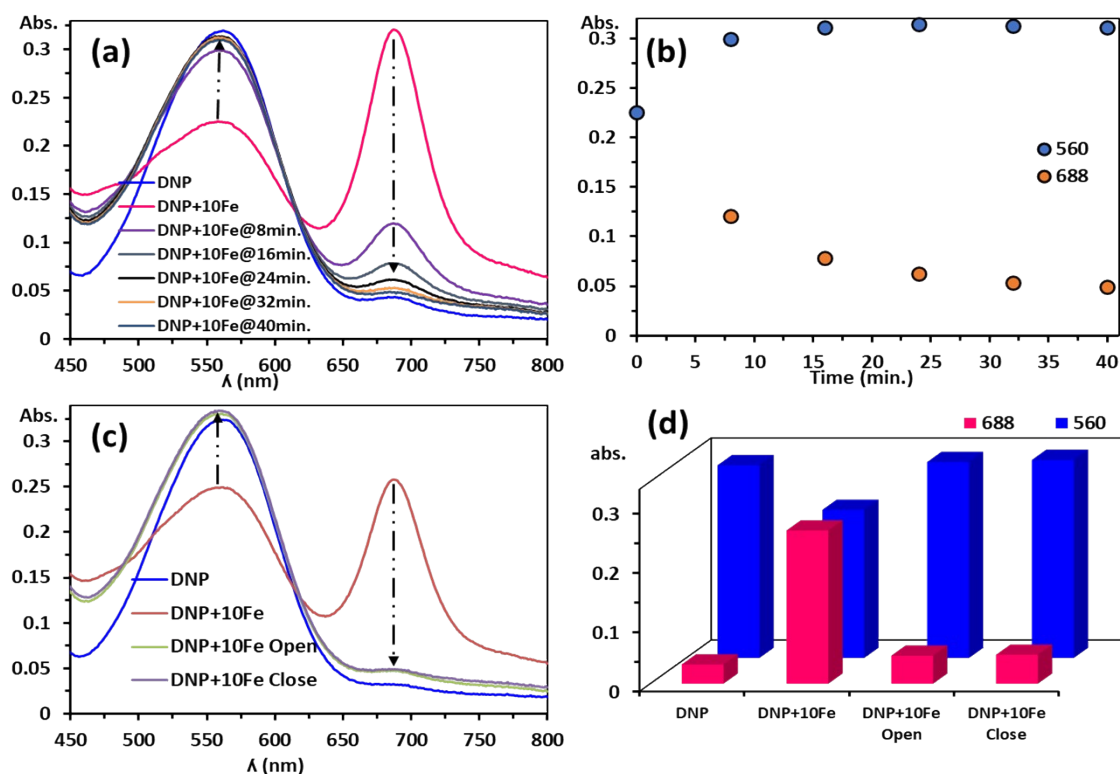 Abs.
(a)
0.3
0.25
0.2
0.15
0.1
0.05
0
DNP
DNP+10Fe
DNP+10Fe@8min.
DNP+10Fe@16min.
DNP+10Fe@24min.
DNP+10Fe@32min.
DNP+10Fe@40min.
450 500 550 600 650 700 750 800
λ (nm)
Abs.
(b)
0.3
0.25
0.2
0.15
0.1
0.05
0
560
688
0 5 10 15 20 25 30 35 40
Time (min.)
Abs.
(c)
0.3
0.25
0.2
0.15
0.1
0.05
0
DNP
DNP+10Fe
DNP+10Fe Open
DNP+10Fe Close
450 500 550 600 650 700 750 800
λ (nm)
(d)
688 560
abs.
0.3
0.2
0.1
0
DNP DNP+10Fe DNP+10Fe DNP+10Fe
Open Close